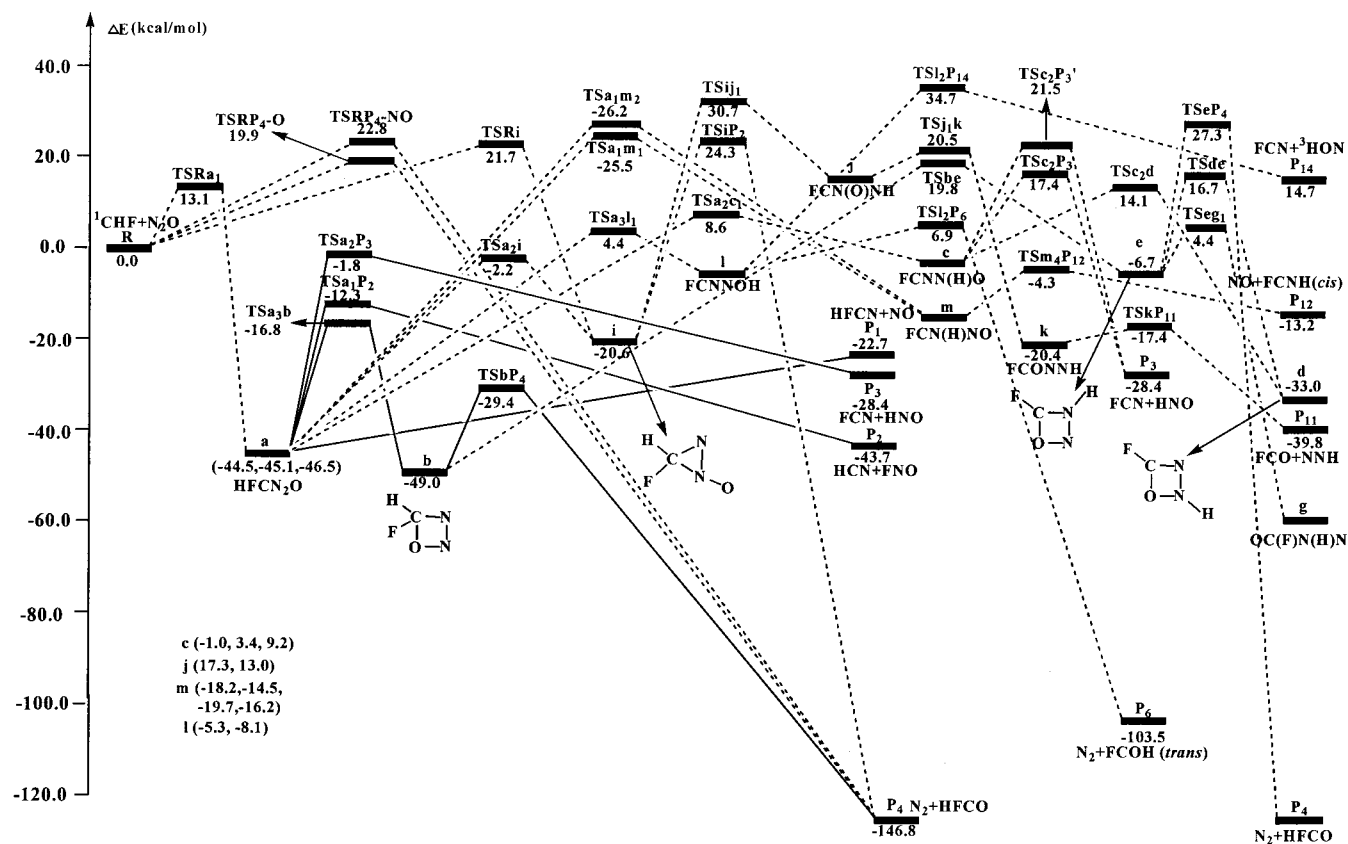 ΔE (kcal/mol)
40.0
20.0
0.0
-20.0
-40.0
-60.0
-80.0
-100.0
-120.0
¹CHF+N₂O
R
0.0
TSRa₁
13.1
TSRP₄-O
19.9
TSRP₄-NO
22.8
TSRi
21.7
TSa₂P₃
-1.8
TSa₁P₂
-12.3
TSa₃b
-16.8
TSa₂i
-2.2
a
(-44.5,-45.1,-46.5)
HFCN₂O
b
-49.0
H
F
C
N
O
N
TSbP₄
-29.4
TSa₁m₂
-26.2
TSa₁m₁
-25.5
TSa₃l₁
4.4
i
-20.6
H
F
C
N
N
O
TSij₁
30.7
TSiP₂
24.3
TSa₂c₁
8.6
l
FCNNOH
J
FCN(O)NH
HFCN+NO
P₁
-22.7
P₃
-28.4
FCN+HNO
P₂
-43.7
HCN+FNO
P₄ N₂+HFCO
-146.8
TSl₂P₁₄
34.7
TSj₁k
20.5
TSbe
19.8
TSl₂P₆
6.9
c
FCNN(H)O
m
FCN(H)NO
TSc₂P₃'
21.5
TSc₂P₃
17.4
TSm₄P₁₂
-4.3
k
-20.4
FCONNH
F
C
N
H
O
N
TSc₂d
14.1
e
-6.7
TSkP₁₁
-17.4
P₃
-28.4
FCN+HNO
TSeP₄
27.3
TSde
16.7
TSeg₁
4.4
F
C
N
O
N
H
FCN+³HON
P₁₄
14.7
NO+FCNH(cis)
P₁₂
-13.2
d
-33.0
P₁₁
-39.8
FCO+NNH
g
OC(F)N(H)N
P₆
-103.5
N₂+FCOH (trans)
P₄
N₂+HFCO
c (-1.0, 3.4, 9.2)
j (17.3, 13.0)
m (-18.2,-14.5,
-19.7,-16.2)
l (-5.3, -8.1)